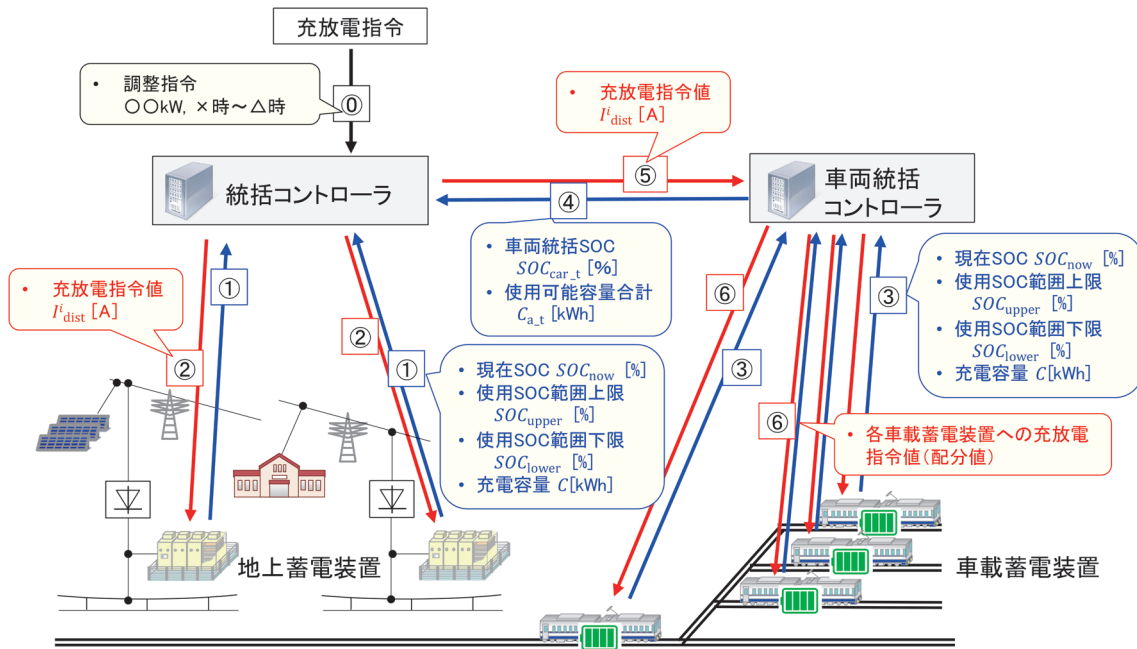 充放電指令
• 調整指令
○○kW, ×時～△時
⓪
• 充放電指令値
I^i_dist [A]
⑤
統括コントローラ
車両統括
コントローラ
④
• 車両統括SOC
SOC_car_t [%]
• 使用可能容量合計
C_a_t [kWh]
①
• 充放電指令値
I^i_dist [A]
②
②
①
• 現在SOC SOC_now [%]
• 使用SOC範囲上限
SOC_upper [%]
• 使用SOC範囲下限
SOC_lower [%]
• 充電容量 C[kWh]
⑥
③
③
• 現在SOC SOC_now [%]
• 使用SOC範囲上限
SOC_upper [%]
• 使用SOC範囲下限
SOC_lower [%]
• 充電容量 C[kWh]
⑥
• 各車載蓄電装置への充放電
指令値(配分値)
地上蓄電装置
車載蓄電装置